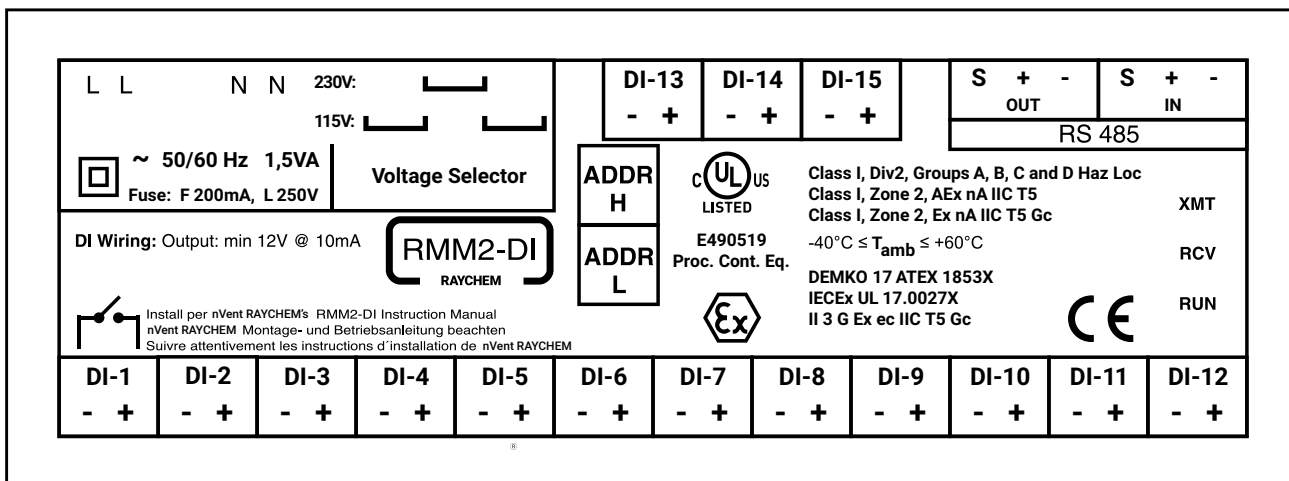 L L N N 230V:
115V:
~ 50/60 Hz 1,5VA
Fuse: F 200mA, L 250V
Voltage Selector
DI-13 DI-14 DI-15
- + - + - +
S + - S + -
OUT IN
RS 485
DI Wiring: Output: min 12V @ 10mA
RMM2-DI
RAYCHEM
ADDR
H
ADDR
L
C UL US
LISTED
E490519
Proc. Cont. Eq.
Ex
Class I, Div2, Groups A, B, C and D Haz Loc
Class I, Zone 2, AEx nA IIC T5
Class I, Zone 2, Ex nA IIC T5 Gc
-40°C ≤ Tamb ≤ +60°C
DEMKO 17 ATEX 1853X
IECEx UL 17.0027X
II 3 G Ex ec IIC T5 Gc
CE
XMT
RCV
RUN
Install per nVent RAYCHEM's RMM2-DI Instruction Manual
nVent RAYCHEM Montage- und Betriebsanleitung beachten
Suivre attentivement les instructions d´installation de nVent RAYCHEM
DI-1 DI-2 DI-3 DI-4 DI-5 DI-6 DI-7 DI-8 DI-9 DI-10 DI-11 DI-12
- + - + - + - + - + - + - + - + - + - + - + - +
®